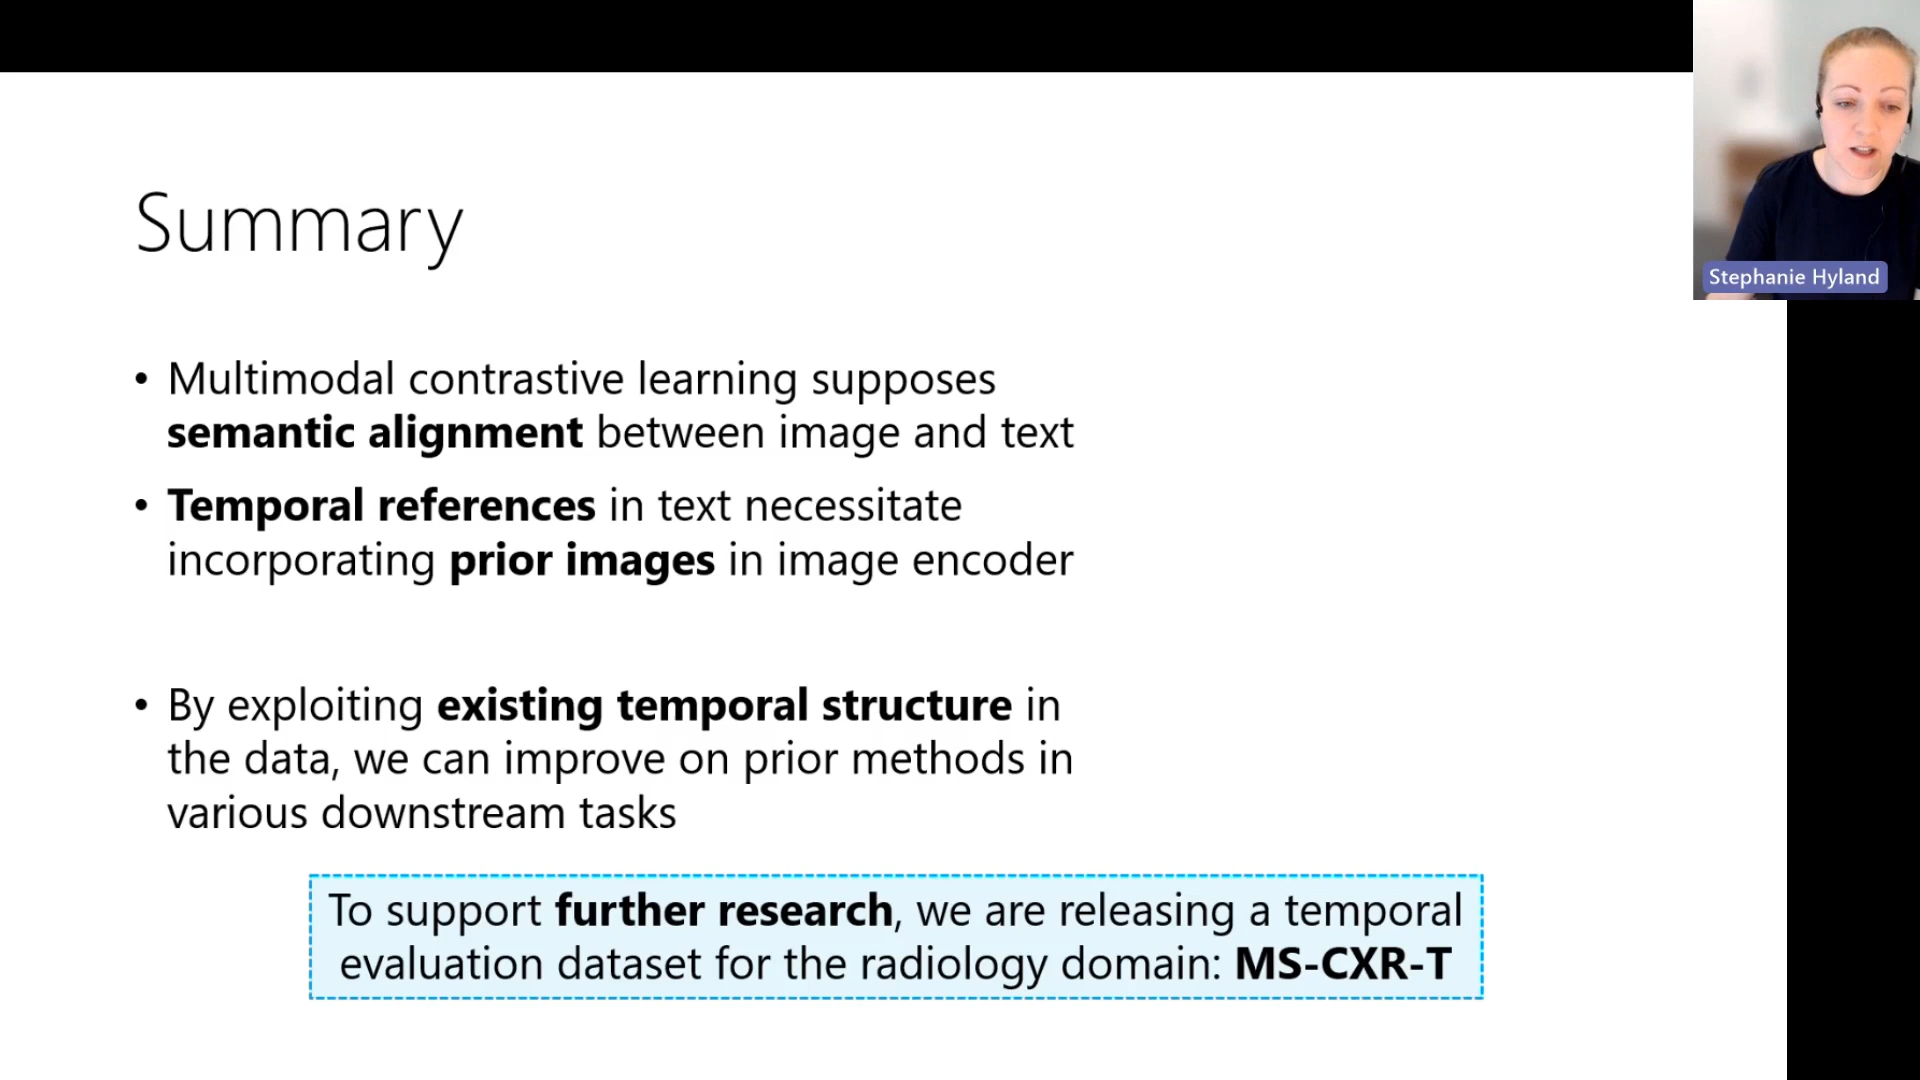 Summary
• Multimodal contrastive learning supposes
semantic alignment between image and text
• Temporal references in text necessitate
incorporating prior images in image encoder
• By exploiting existing temporal structure in
the data, we can improve on prior methods in
various downstream tasks
To support further research, we are releasing a temporal
evaluation dataset for the radiology domain: MS-CXR-T
Stephanie Hyland